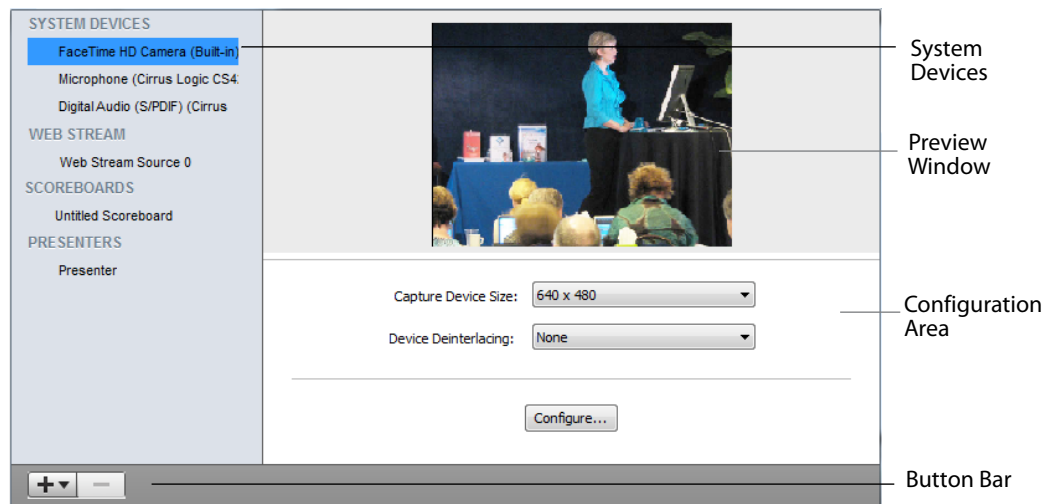 SYSTEM DEVICES
FaceTime HD Camera (Built-in)
Microphone (Cirrus Logic CS4:
Digital Audio (S/PDIF) (Cirrus
WEB STREAM
Web Stream Source 0
SCOREBOARDS
Untitled Scoreboard
PRESENTERS
Presenter
Capture Device Size: 640 x 480
Device Deinterlacing: None
Configure...
System
Devices
Preview
Window
Configuration
Area
Button Bar